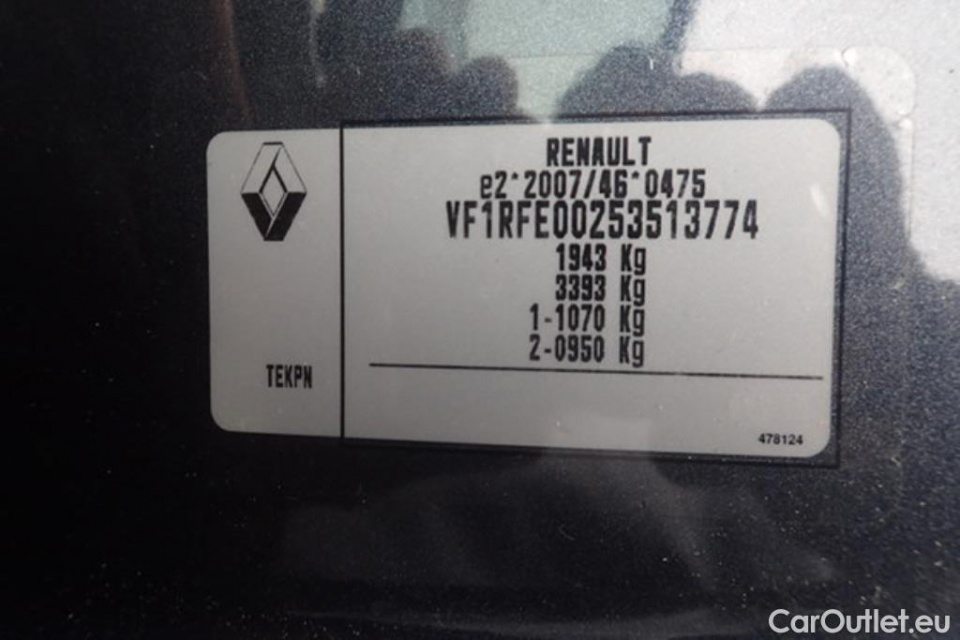 RENAULT
e2*2007/46*0475
VF1RFE00253513774
1943 Kg
3393 Kg
1-1070 Kg
2-0950 Kg
TEKPN
478124
CarOutlet.eu